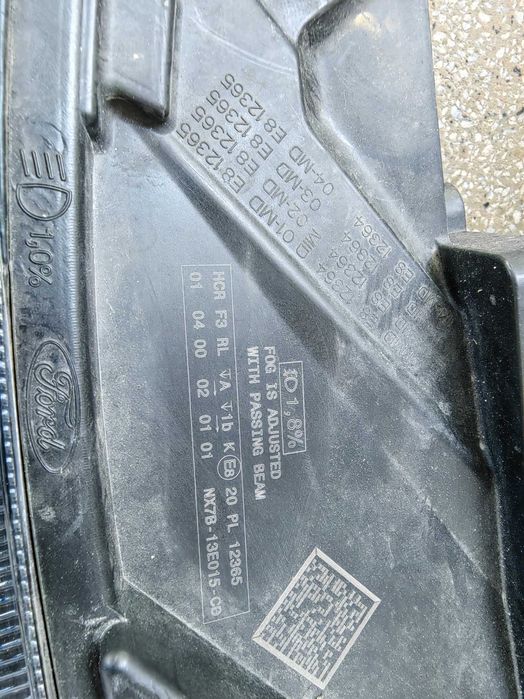 1,0%
Ford
01-MD E8 12365
02-MD E8 12365
03-MD E8 12365
04-MD E8 12365
1,8%
FOG IS ADJUSTED
WITH PASSING BEAM
HCR F3 RL A 1b K E8 20 PL 12365
01 04 00 02 01 01 NX7B-13E015-CG